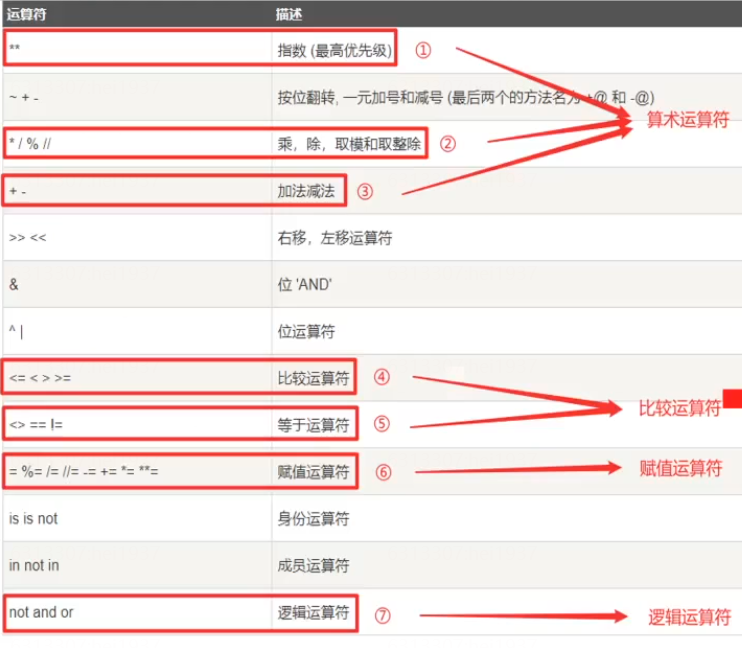 运算符 描述
** 指数 (最高优先级) ①
~ + - 按位翻转, 一元加号和减号 (最后两个的方法名为 +@ 和 -@)
算术运算符
* / % // 乘，除，取模和取整除 ②
+ - 加法减法 ③
>> << 右移，左移运算符
& 位 'AND'
^ | 位运算符
<= < > >= 比较运算符 ④
比较运算符
<> == != 等于运算符 ⑤
= %= /= //= -= += *= **= 赋值运算符 ⑥ 赋值运算符
is is not 身份运算符
in not in 成员运算符
not and or 逻辑运算符 ⑦ 逻辑运算符